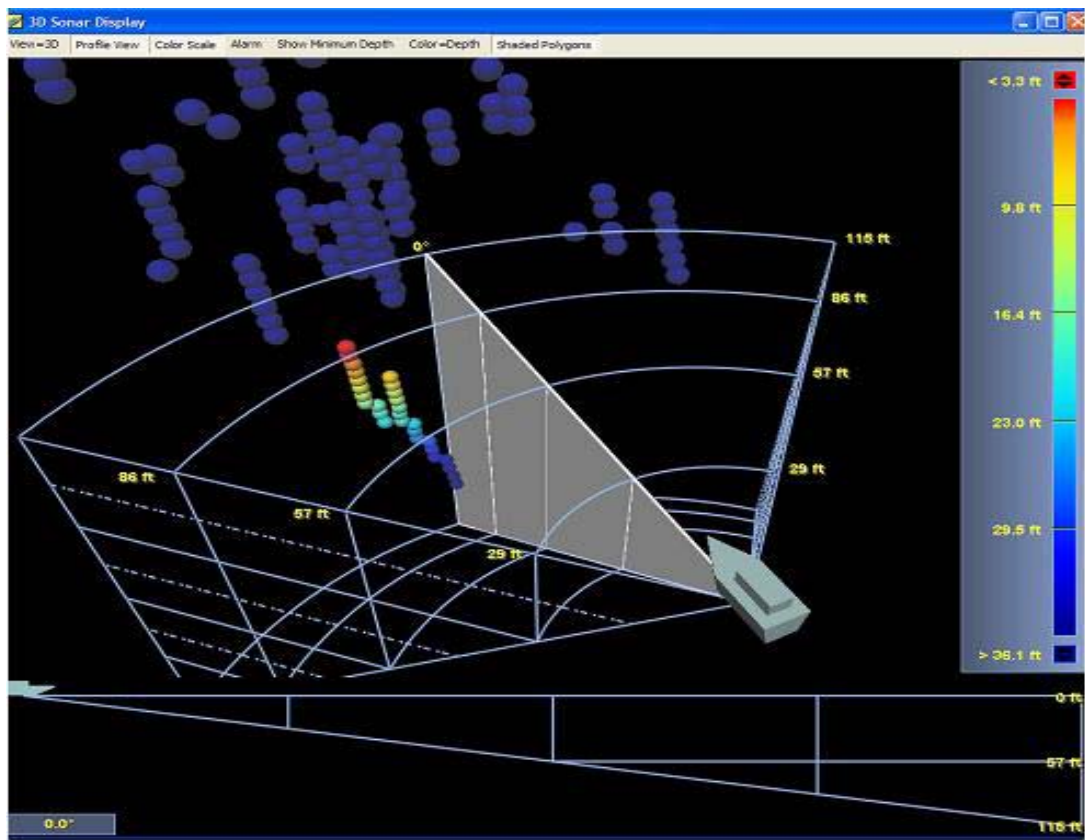 3D Sonar Display
View=3D Profile View Color Scale Alarm Show Minimum Depth Color=Depth Shaded Polygons
< 3.3 ft
9.8 ft
16.4 ft
23.0 ft
29.5 ft
> 36.1 ft
0°
115 ft
86 ft
57 ft
29 ft
86 ft
57 ft
29 ft
0 ft
57 ft
115 ft
0.0°